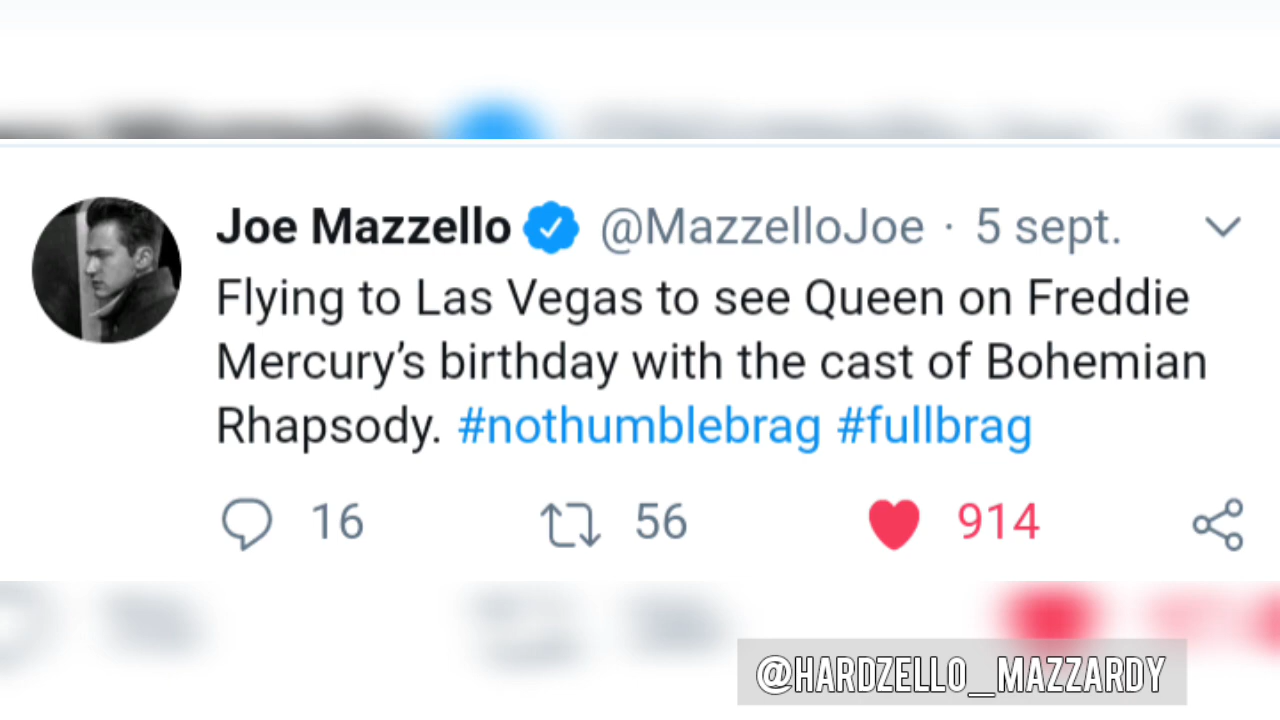 Joe Mazzello @MazzelloJoe · 5 sept.
Flying to Las Vegas to see Queen on Freddie
Mercury’s birthday with the cast of Bohemian
Rhapsody. #nothumblebrag #fullbrag
16 56 914
@HARDZELLO_MAZZARDY